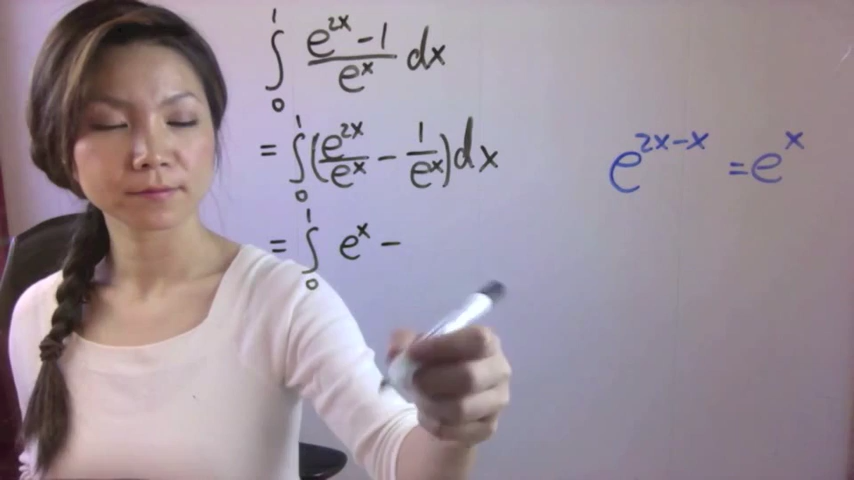 ∫₀¹ (e^{2x} - 1)/(e^x) dx
= ∫₀¹ (e^{2x}/e^x - 1/e^x) dx
e^{2x-x} = e^x
= ∫₀¹ e^x -